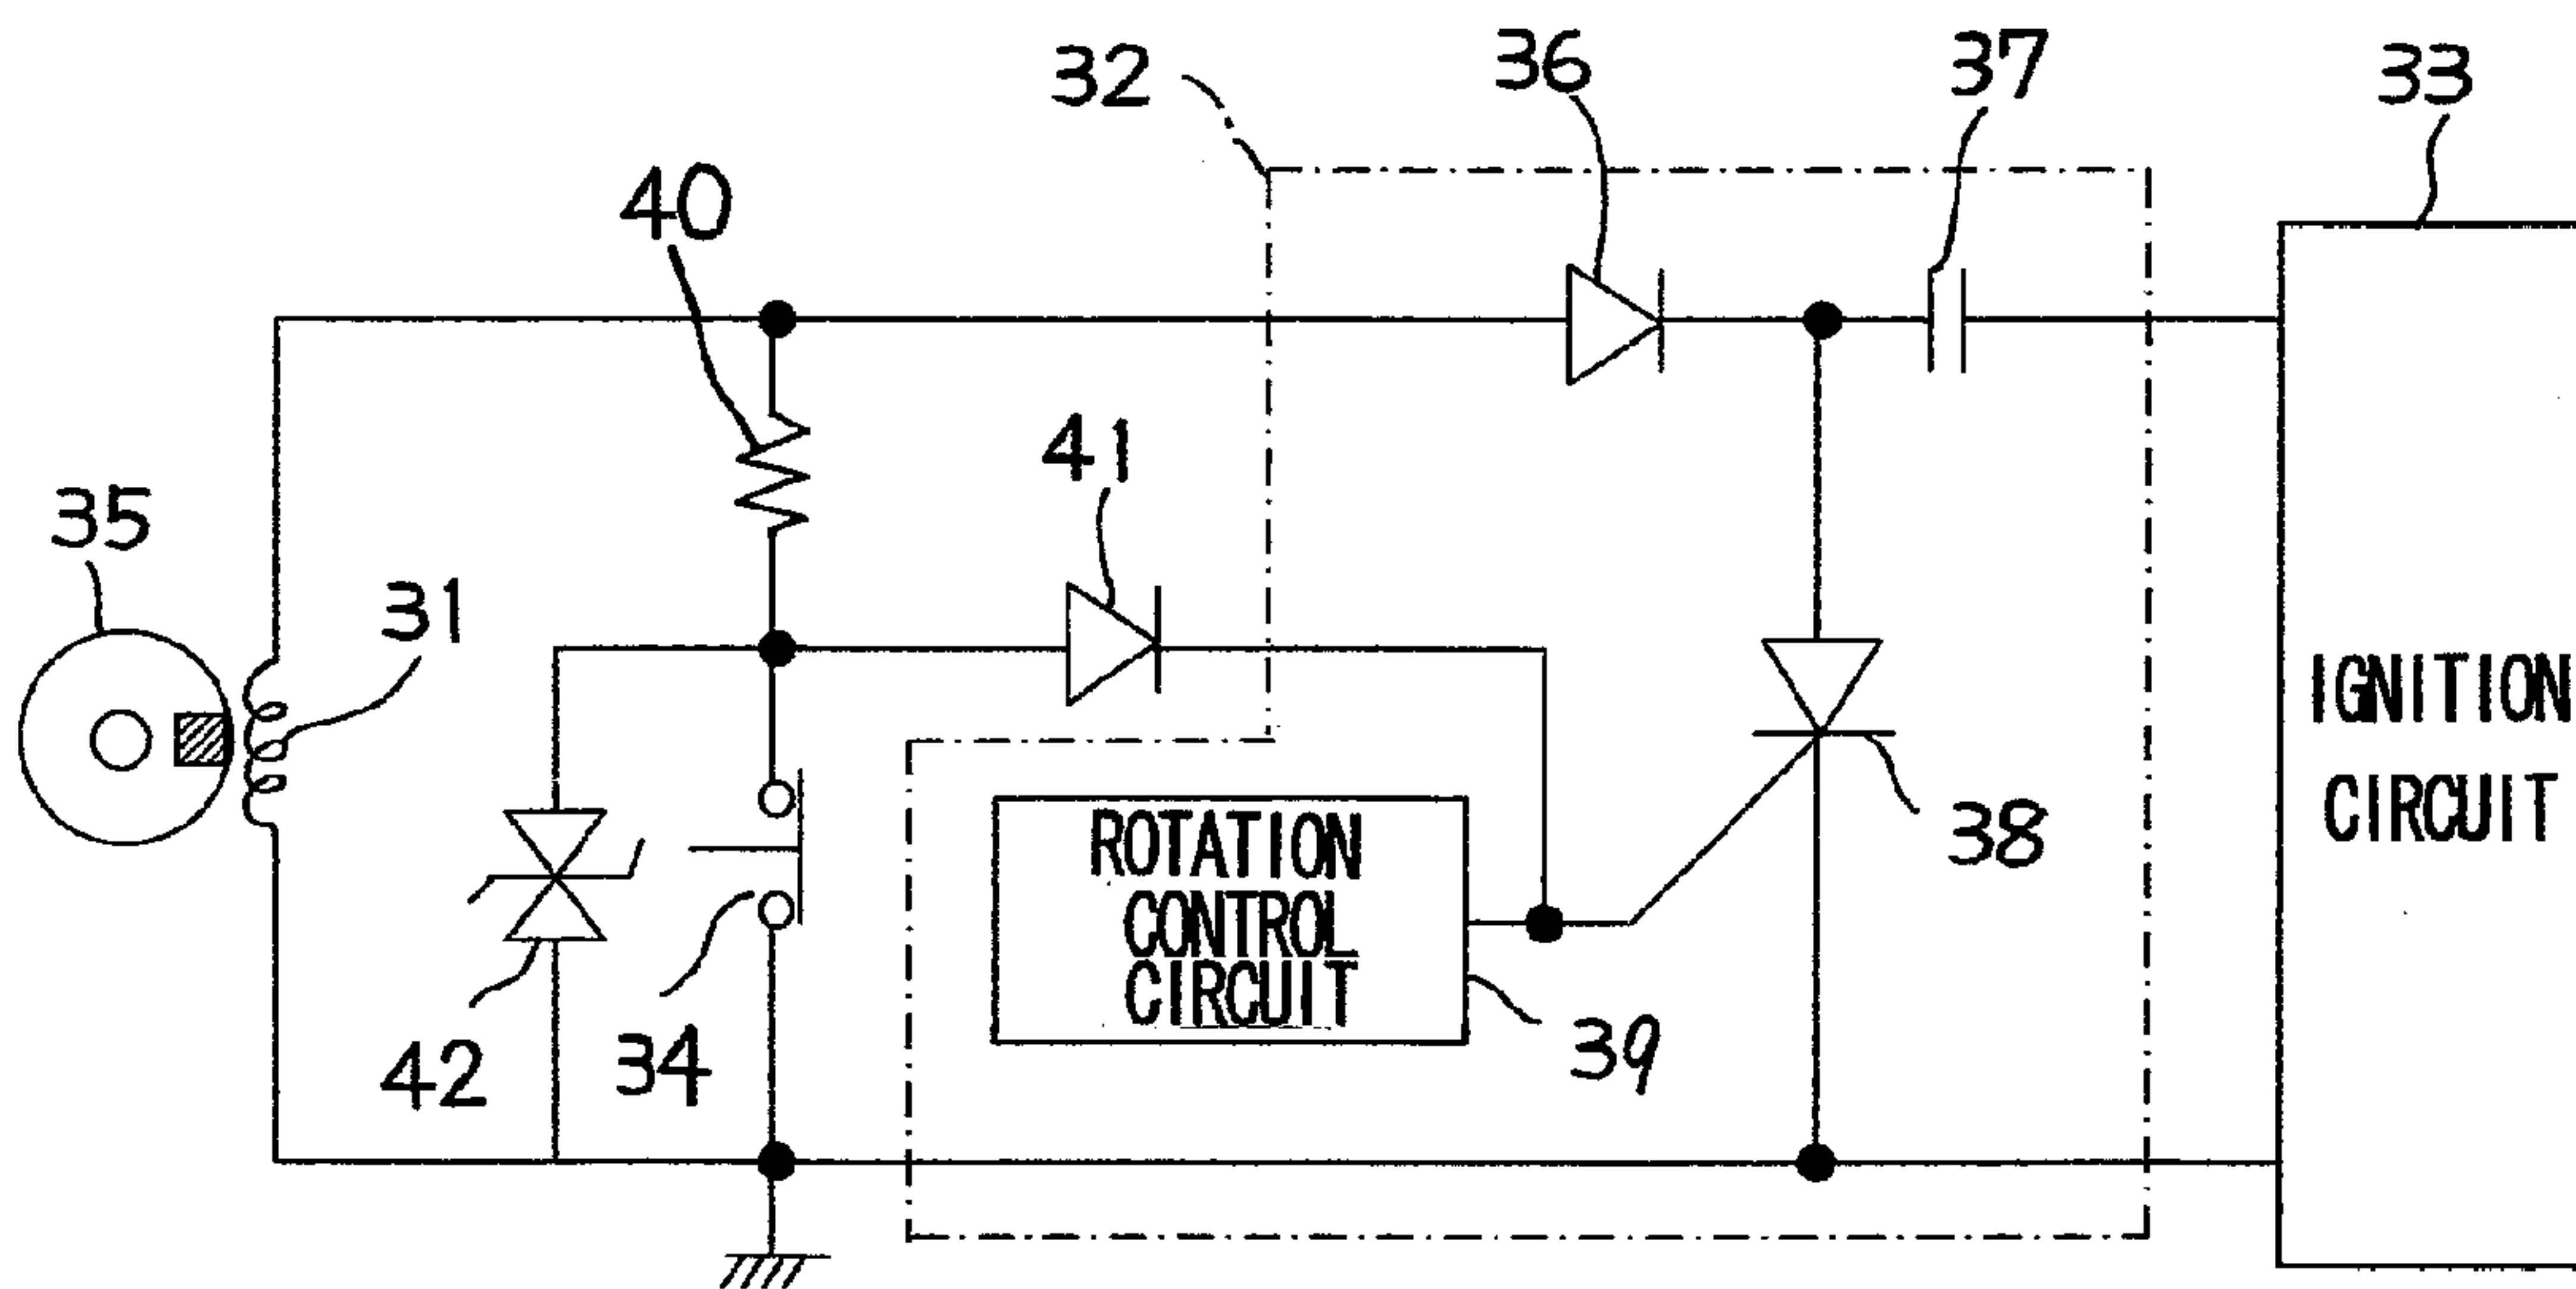 32
36
37
33
40
41
35
31
IGNITION
CIRCUIT
ROTATION
CONTROL
CIRCUIT
38
42
34
39